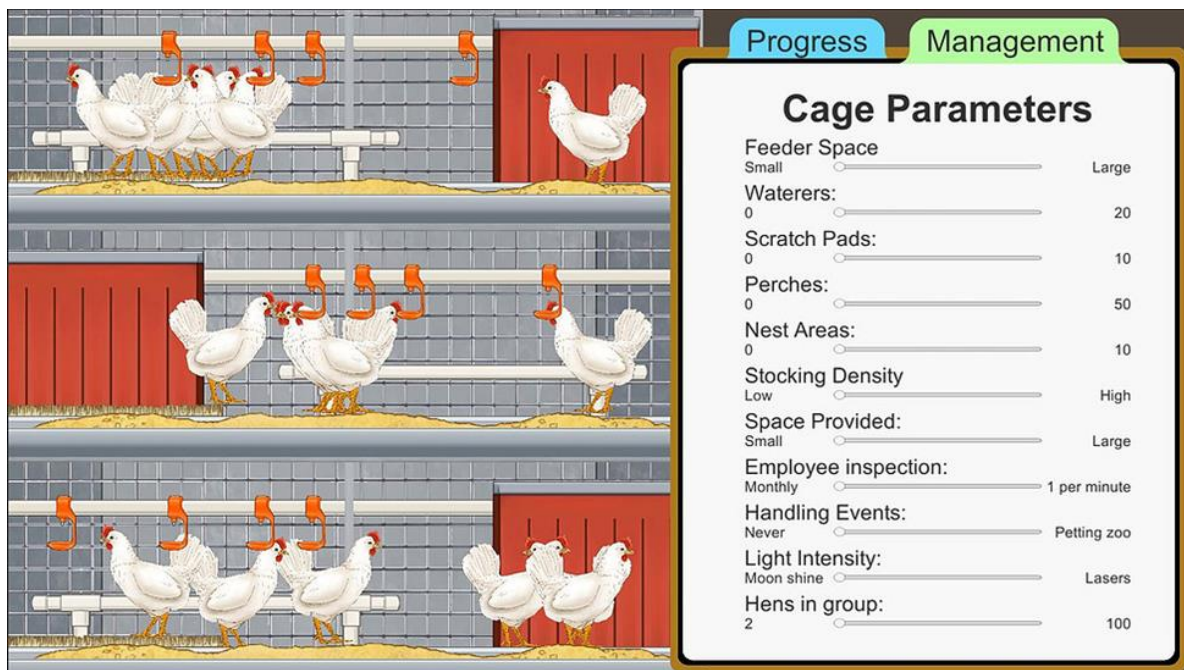 Progress
Management
Cage Parameters
Feeder Space
Small Large
Waterers:
0 20
Scratch Pads:
0 10
Perches:
0 50
Nest Areas:
0 10
Stocking Density
Low High
Space Provided:
Small Large
Employee inspection:
Monthly 1 per minute
Handling Events:
Never Petting zoo
Light Intensity:
Moon shine Lasers
Hens in group:
2 100